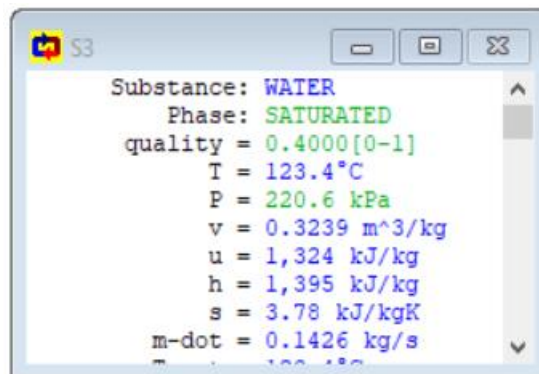 S3
Substance: WATER
Phase: SATURATED
quality = 0.4000[0-1]
T = 123.4°C
P = 220.6 kPa
v = 0.3239 m^3/kg
u = 1,324 kJ/kg
h = 1,395 kJ/kg
s = 3.78 kJ/kgK
m-dot = 0.1426 kg/s